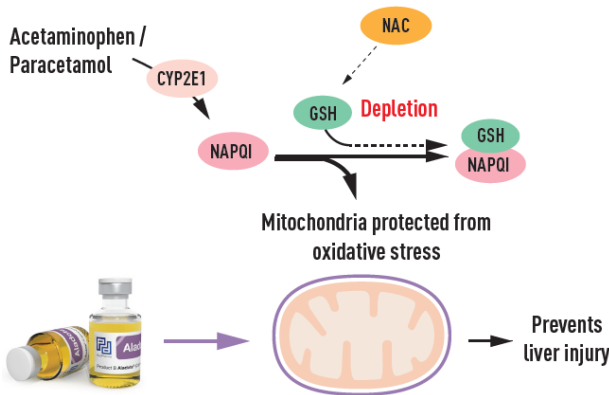 Acetaminophen /
Paracetamol
CYP2E1
NAC
GSH
Depletion
NAPQI
GSH
NAPQI
Mitochondria protected from
oxidative stress
Prevents
liver injury